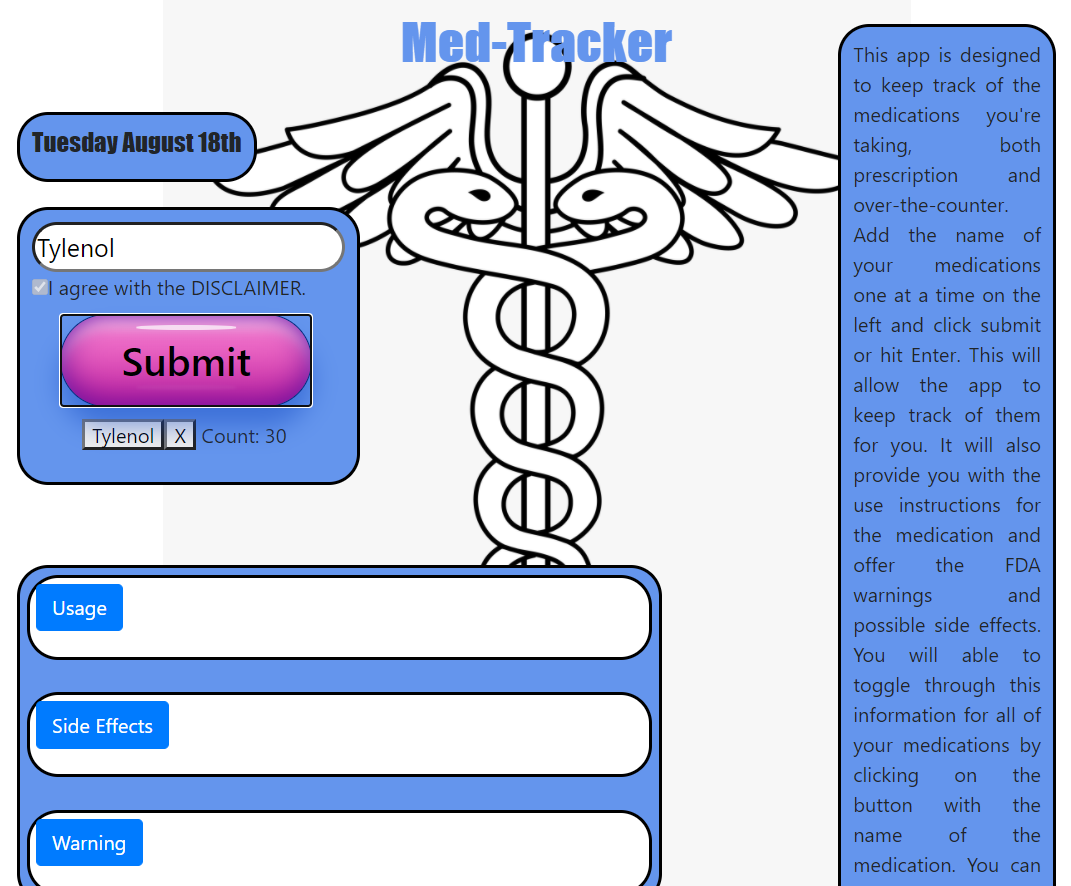 Med-Tracker
Tuesday August 18th
Tylenol
I agree with the DISCLAIMER.
Submit
Tylenol X Count: 30
Usage
Side Effects
Warning
This app is designed
to keep track of the
medications you're
taking, both
prescription and
over-the-counter.
Add the name of
your medications
one at a time on the
left and click submit
or hit Enter. This will
allow the app to
keep track of them
for you. It will also
provide you with the
use instructions for
the medication and
offer the FDA
warnings and
possible side effects.
You will able to
toggle through this
information for all of
your medications by
clicking on the
button with the
name of the
medication. You can